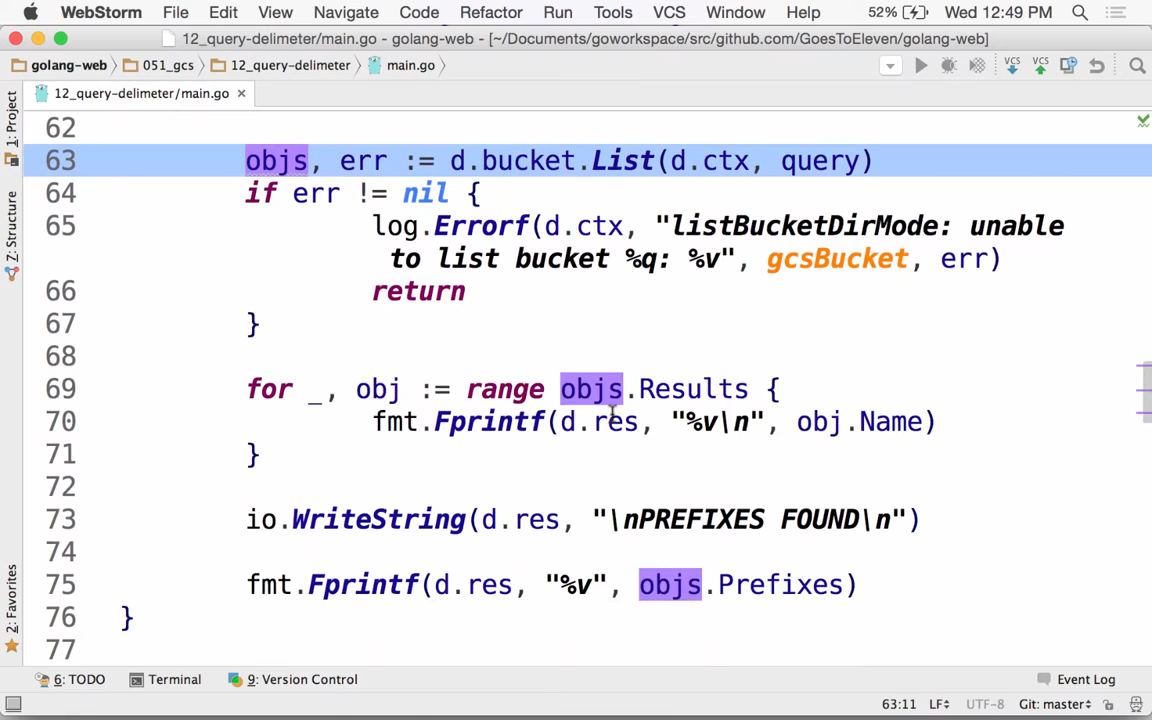 WebStorm File Edit View Navigate Code Refactor Run Tools VCS Window Help 52% Wed 12:49 PM
12_query-delimeter/main.go - golang-web - [~/Documents/goworkspace/src/github.com/GoesToEleven/golang-web]
golang-web 051_gcs 12_query-delimeter main.go VCS VCS
12_query-delimeter/main.go ×
1: Project
Z: Structure
2: Favorites
62
63 objs, err := d.bucket.List(d.ctx, query)
64 if err != nil {
65 log.Errorf(d.ctx, "listBucketDirMode: unable
to list bucket %q: %v", gcsBucket, err)
66 return
67 }
68
69 for _, obj := range objs.Results {
70 fmt.Fprintf(d.res, "%v\n", obj.Name)
71 }
72
73 io.WriteString(d.res, "\nPREFIXES FOUND\n")
74
75 fmt.Fprintf(d.res, "%v", objs.Prefixes)
76 }
77
6: TODO Terminal 9: Version Control Event Log
63:11 LF÷ UTF-8 Git: master÷